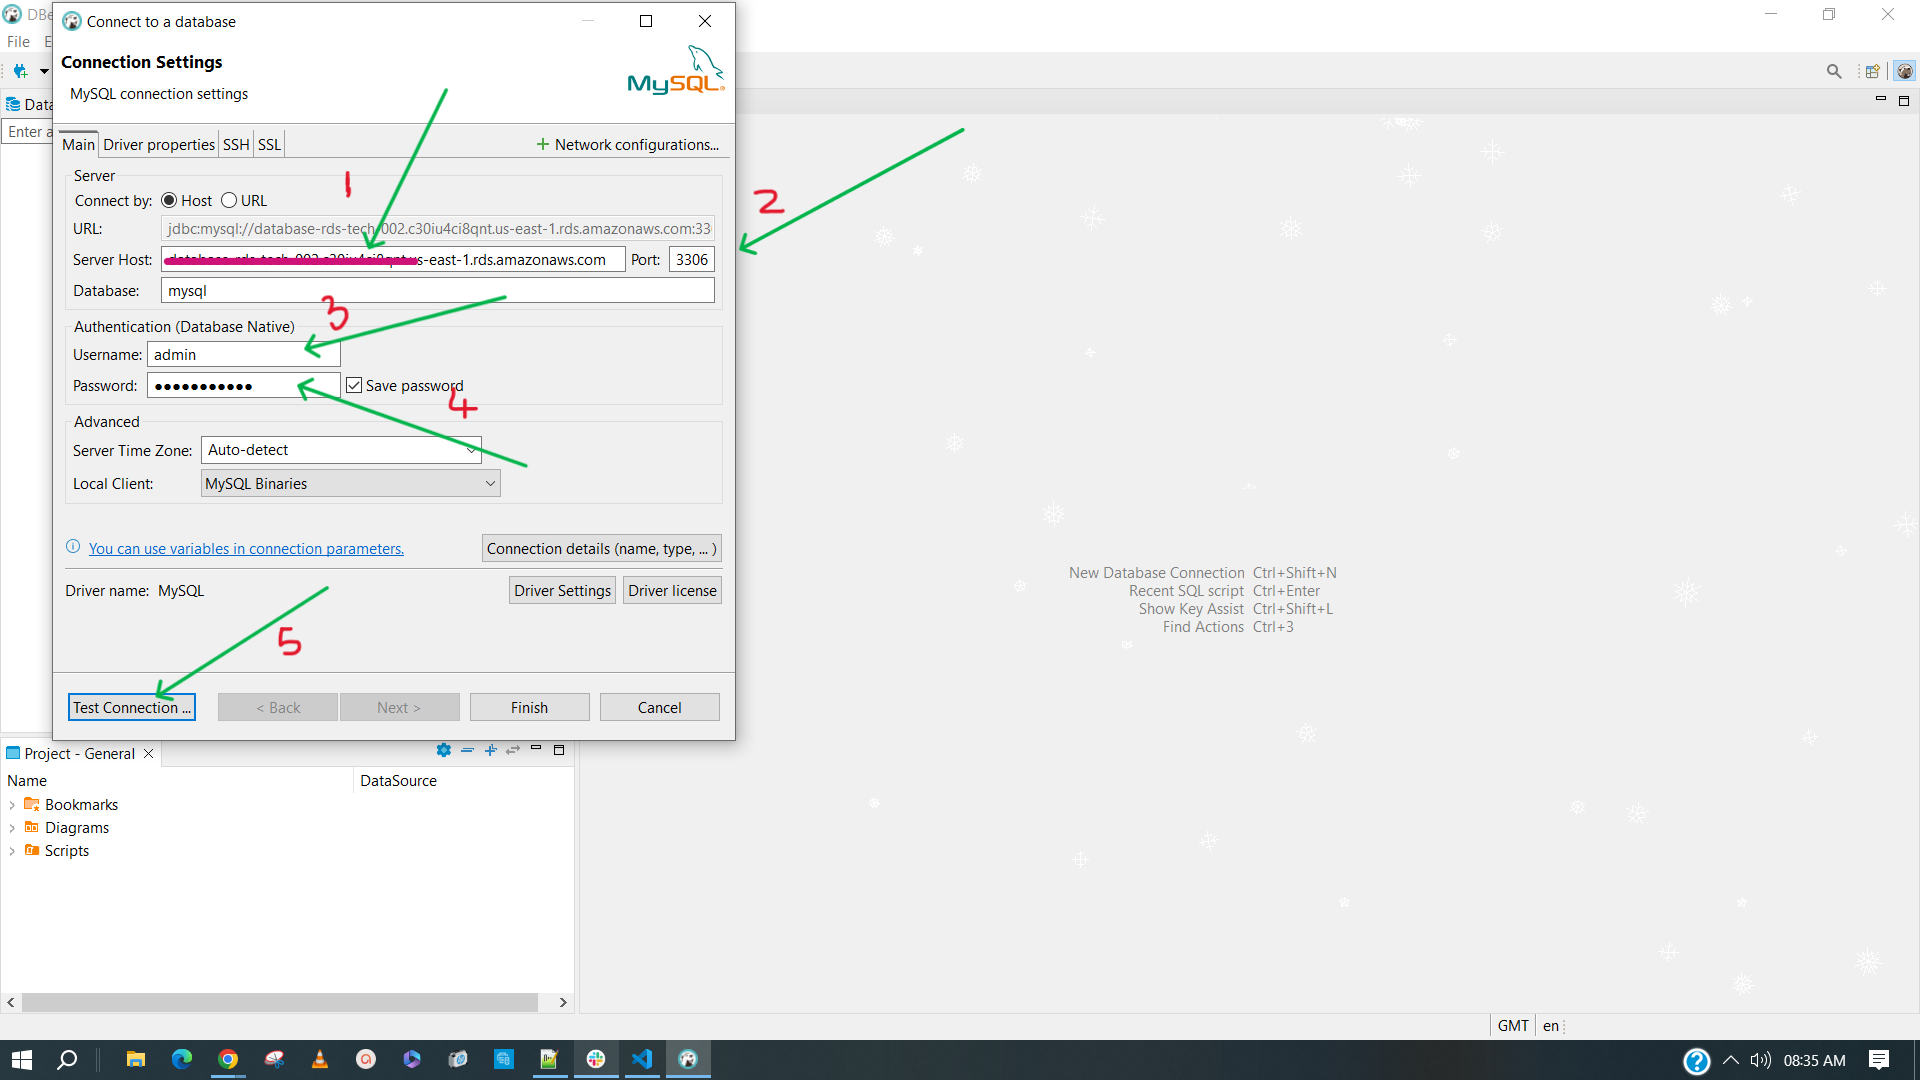 DBe
Connect to a database
File E
Connection Settings
MySQL connection settings
MySQL®
Data
Enter a
Main Driver properties SSH SSL
Network configurations...
Server
1
2
Connect by: Host URL
URL: jdbc:mysql://database-rds-tech-002.c30iu4ci8qnt.us-east-1.rds.amazonaws.com:33
Server Host: s-east-1.rds.amazonaws.com Port: 3306
Database: mysql
3
Authentication (Database Native)
Username: admin
Password: ●●●●●●●●●●● Save password
4
Advanced
Server Time Zone: Auto-detect
Local Client: MySQL Binaries
You can use variables in connection parameters.
Connection details (name, type, ... )
Driver name: MySQL
Driver Settings Driver license
5
Test Connection ... < Back Next > Finish Cancel
New Database Connection Ctrl+Shift+N
Recent SQL script Ctrl+Enter
Show Key Assist Ctrl+Shift+L
Find Actions Ctrl+3
Project - General
Name DataSource
Bookmarks
Diagrams
Scripts
GMT en
08:35 AM